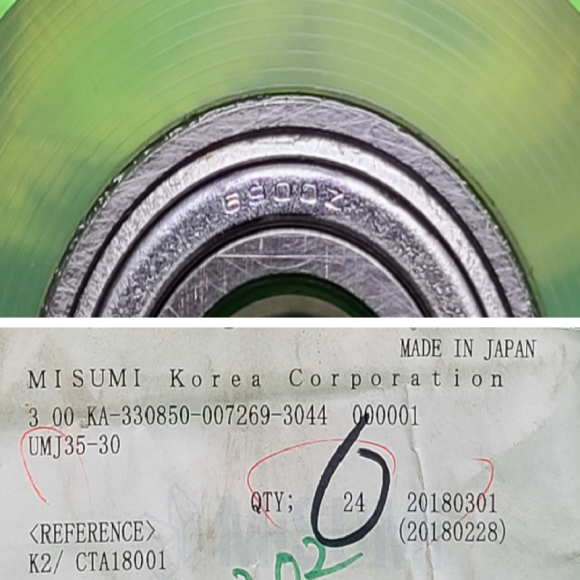 6900Z
MADE IN JAPAN
MISUMI Korea Corporation
3 00 KA-330850-007269-3044 000001
UMJ35-30
6
QTY; 24 20180301
<REFERENCE> (20180228)
K2/ CTA18001
202